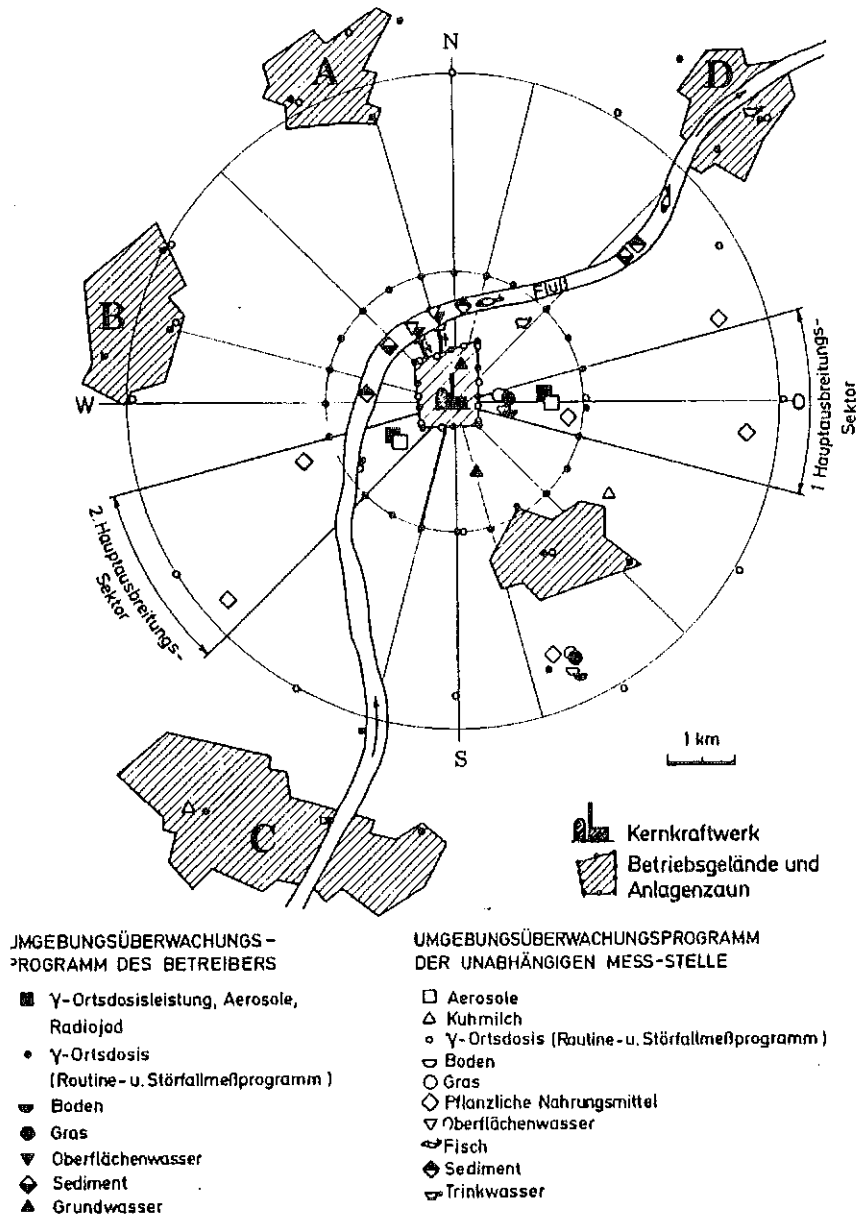 N
A
D
B
Fluß
W
O
1 Hauptausbreitungs-
Sektor
2. Hauptausbreitungs-
Sektor
S
C
1 km
Kernkraftwerk
Betriebsgelände und
Anlagenzaun
UMGEBUNGSÜBERWACHUNGS-
PROGRAMM DES BETREIBERS
γ-Ortsdosisleistung, Aerosole,
Radiojod
γ-Ortsdosis
(Routine-u. Störfallmeßprogramm)
Boden
Gras
Oberflächenwasser
Sediment
Grundwasser
UMGEBUNGSÜBERWACHUNGSPROGRAMM
DER UNABHÄNGIGEN MESS-STELLE
Aerosole
Kuhmilch
γ-Ortsdosis (Routine-u. Störfallmeßprogramm)
Boden
Gras
Pflanzliche Nahrungsmittel
Oberflächenwasser
Fisch
Sediment
Trinkwasser